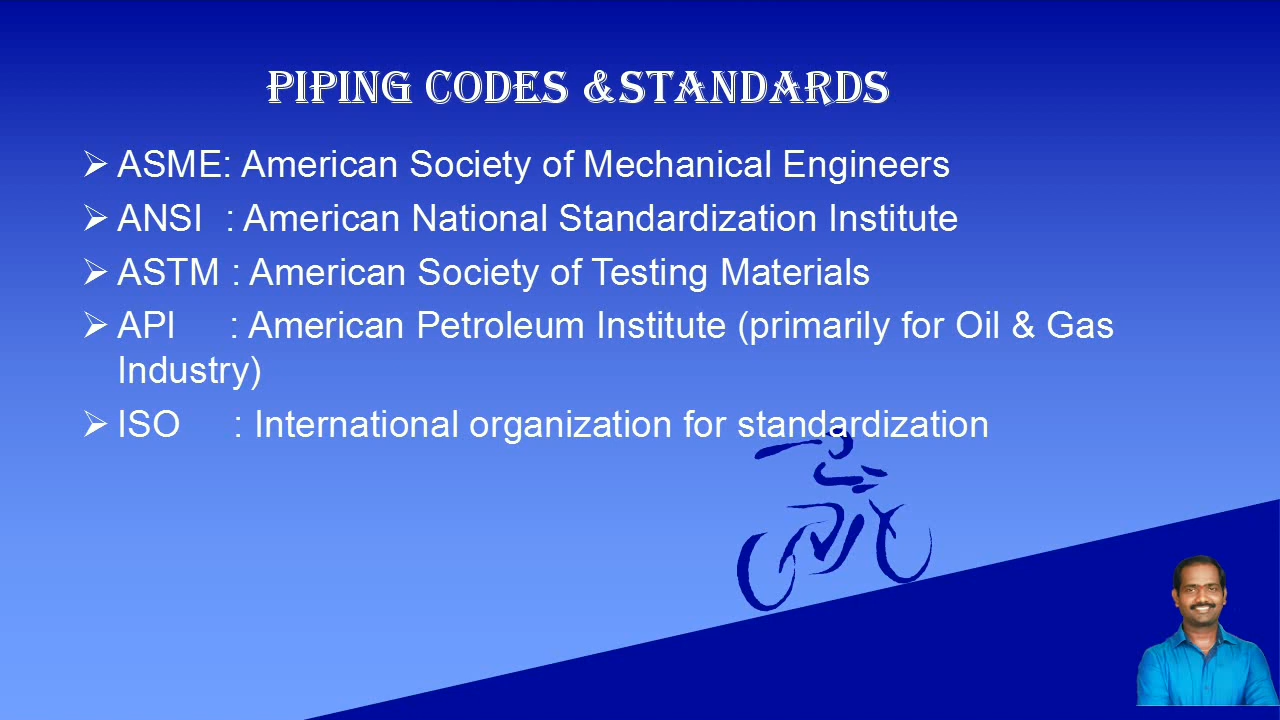 PIPING CODES &STANDARDS
➢ ASME: American Society of Mechanical Engineers
➢ ANSI : American National Standardization Institute
➢ ASTM : American Society of Testing Materials
➢ API : American Petroleum Institute (primarily for Oil & Gas
Industry)
➢ ISO : International organization for standardization